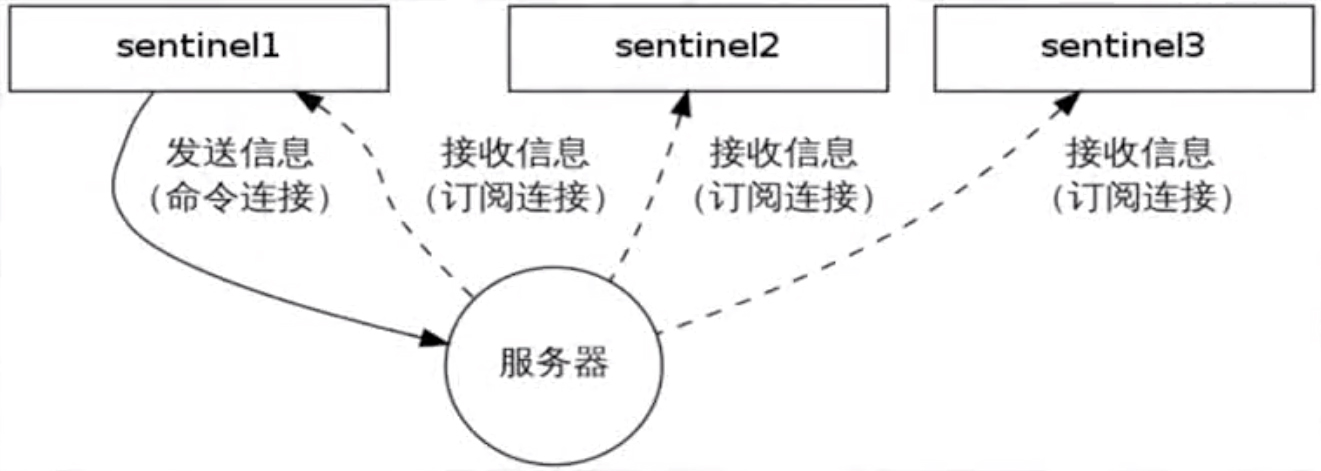 sentinel1
sentinel2
sentinel3
发送信息
（命令连接）
接收信息
（订阅连接）
接收信息
（订阅连接）
接收信息
（订阅连接）
服务器